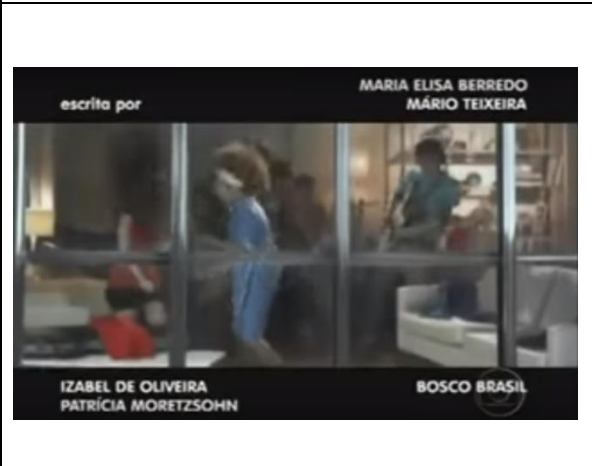 escrita por
MARIA ELISA BERREDO
MÁRIO TEIXEIRA
IZABEL DE OLIVEIRA
PATRÍCIA MORETZSOHN
BOSCO BRASIL